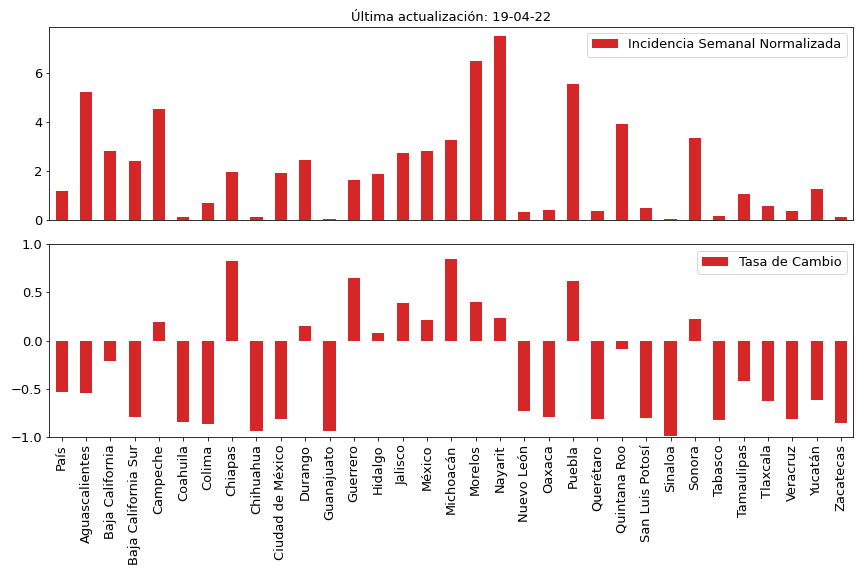 Última actualización: 19-04-22
Incidencia Semanal Normalizada
6
4
2
0
Tasa de Cambio
1.0
0.5
0.0
−0.5
−1.0
País
Aguascalientes
Baja California
Baja California Sur
Campeche
Coahuila
Colima
Chiapas
Chihuahua
Ciudad de México
Durango
Guanajuato
Guerrero
Hidalgo
Jalisco
México
Michoacán
Morelos
Nayarit
Nuevo León
Oaxaca
Puebla
Querétaro
Quintana Roo
San Luis Potosí
Sinaloa
Sonora
Tabasco
Tamaulipas
Tlaxcala
Veracruz
Yucatán
Zacatecas